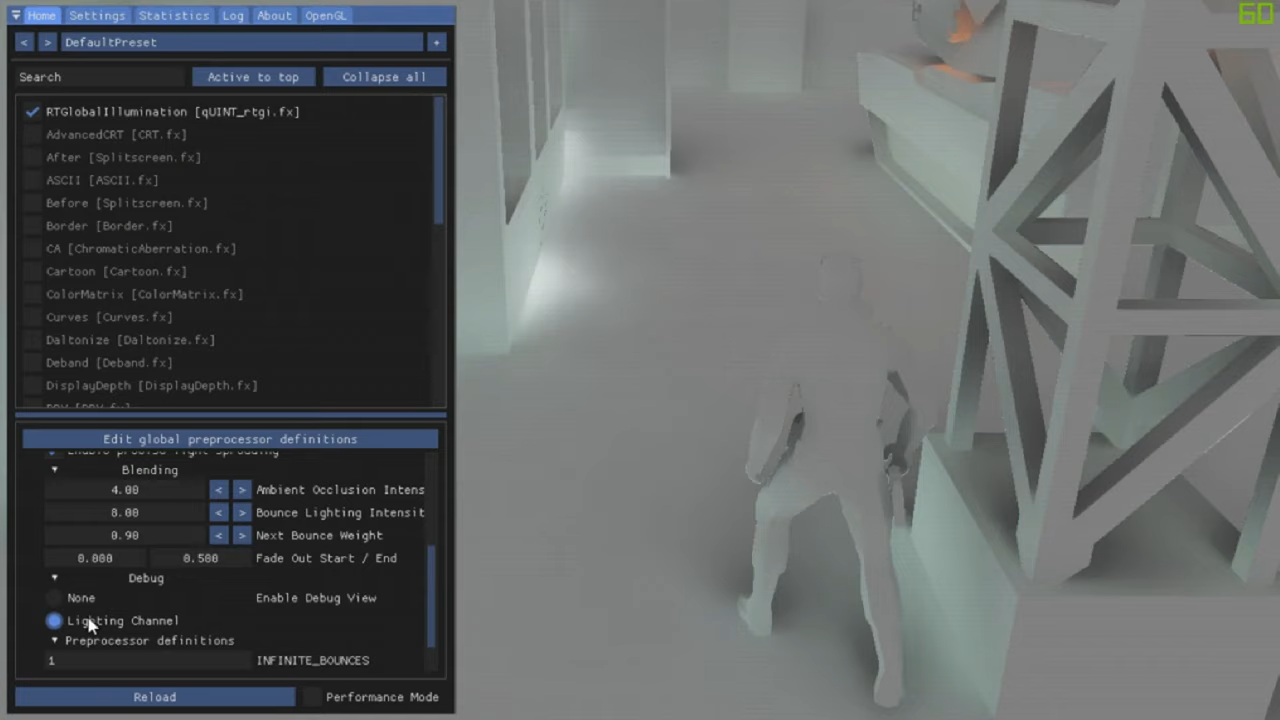 Home Settings Statistics Log About OpenGL
60
< > DefaultPreset +
Search Active to top Collapse all
RTGlobalIllumination [qUINT_rtgi.fx]
AdvancedCRT [CRT.fx]
After [Splitscreen.fx]
ASCII [ASCII.fx]
Before [Splitscreen.fx]
Border [Border.fx]
CA [ChromaticAberration.fx]
Cartoon [Cartoon.fx]
ColorMatrix [ColorMatrix.fx]
Curves [Curves.fx]
Daltonize [Daltonize.fx]
Deband [Deband.fx]
DisplayDepth [DisplayDepth.fx]
Edit global preprocessor definitions
Blending
4.00 < > Ambient Occlusion Intens
8.00 < > Bounce Lighting Intensit
0.90 < > Next Bounce Weight
0.000 0.500 Fade Out Start / End
Debug
None Enable Debug View
Lighting Channel
Preprocessor definitions
1 INFINITE_BOUNCES
Reload Performance Mode